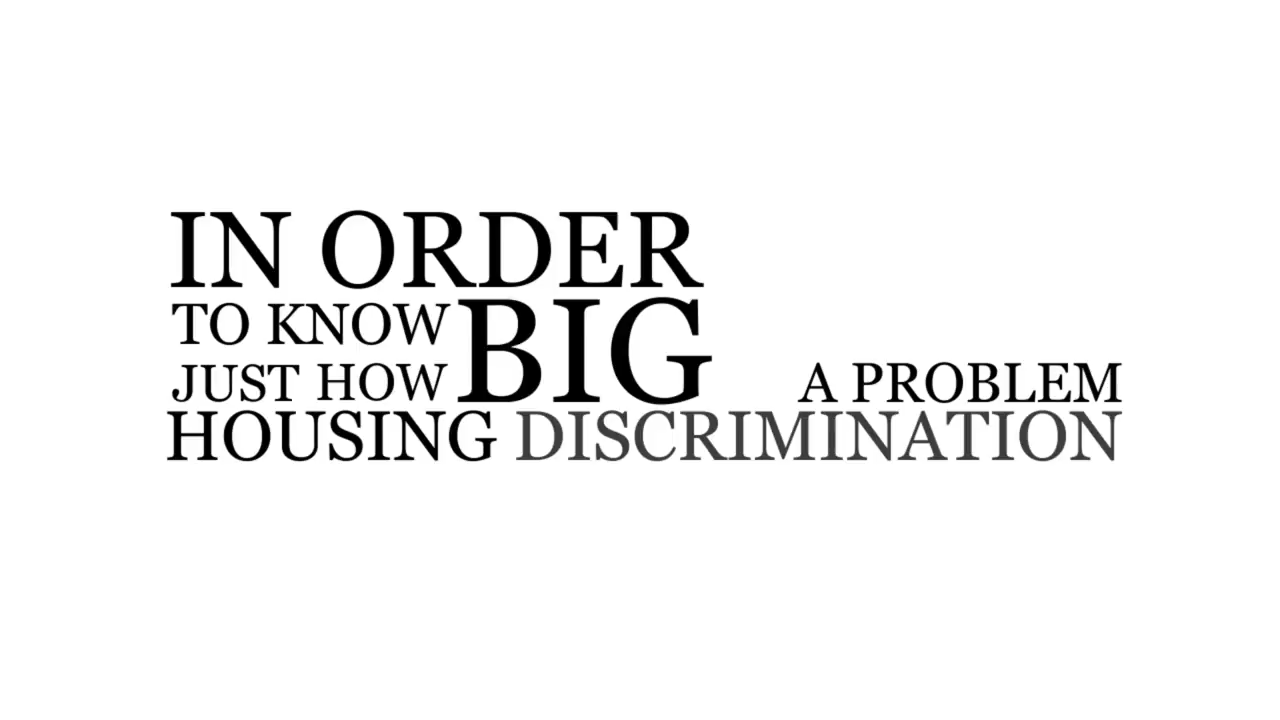 IN ORDER
TO KNOW
JUST HOW
BIG
A PROBLEM
HOUSING DISCRIMINATION